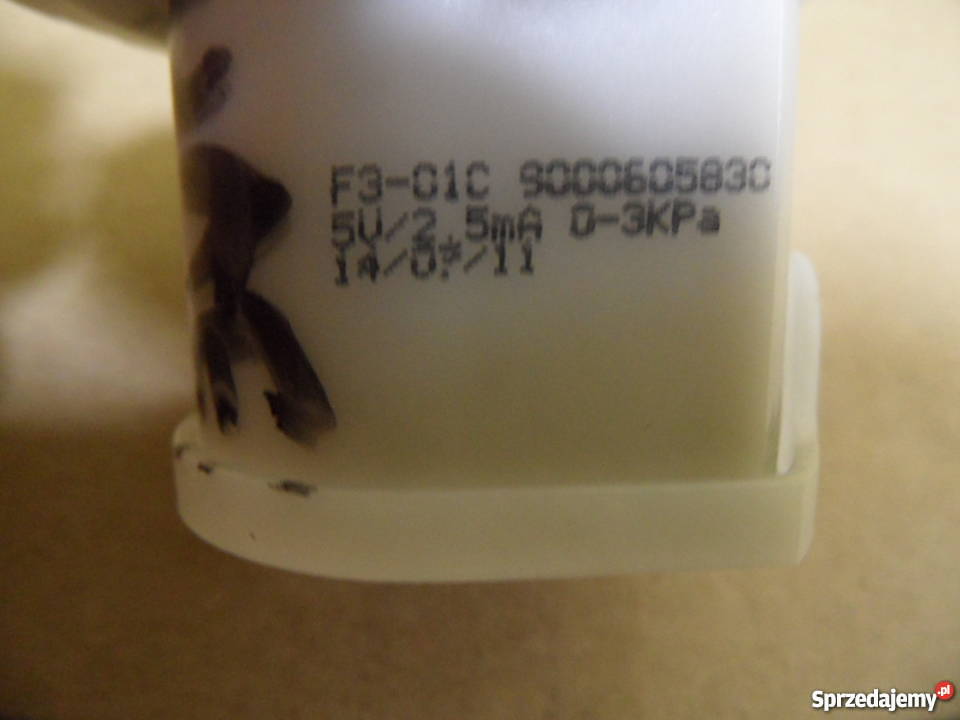 F3-01C 9000605830
5V/2.5mA 0-3KPa
Sprzedajemy.pl